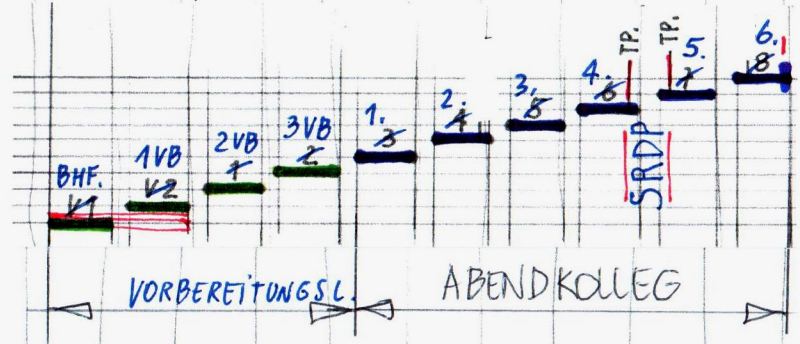 BHF.
V1
1VB
V2
2VB
1
3VB
2
1.
3
2.
4
3.
5
4.
6
TP.
SRDP
TP.
5.
7
6.
8
VORBEREITUNGSL.
ABENDKOLLEG